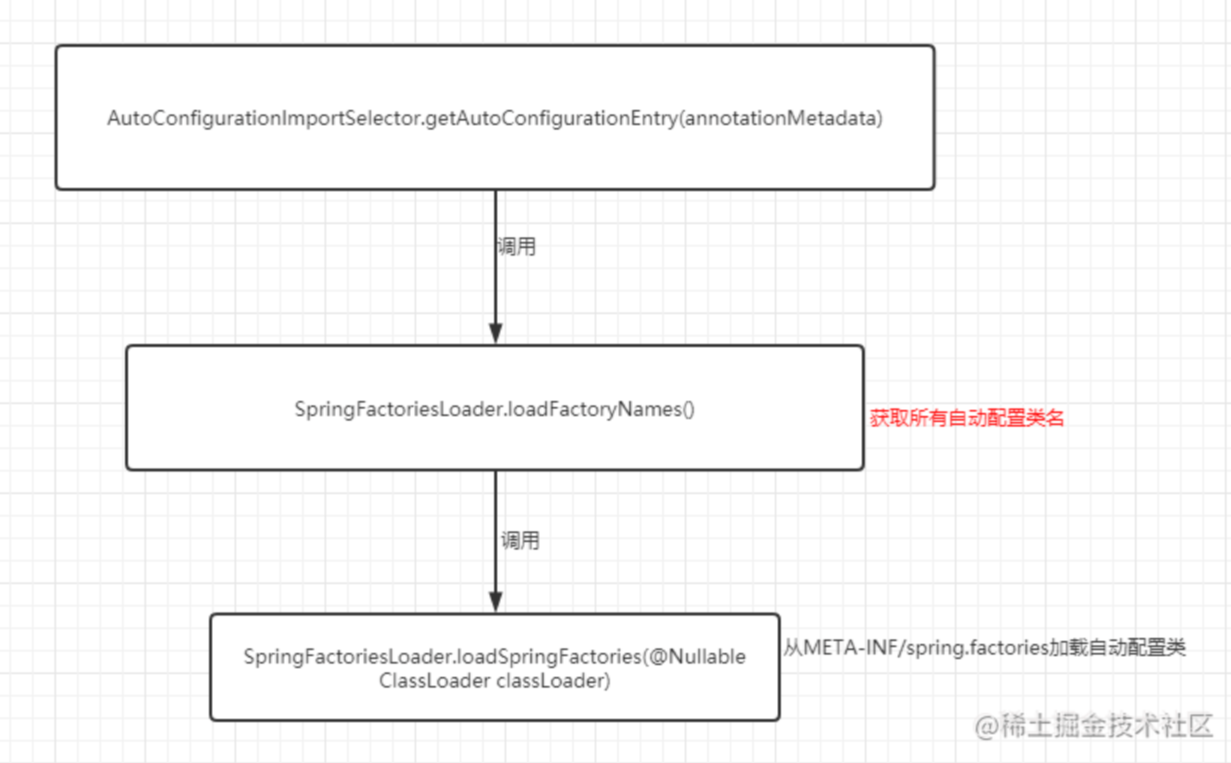 AutoConfigurationImportSelector.getAutoConfigurationEntry(annotationMetadata)
调用
SpringFactoriesLoader.loadFactoryNames()
获取所有自动配置类名
调用
SpringFactoriesLoader.loadSpringFactories(@Nullable
ClassLoader classLoader)
从META-INF/spring.factories加载自动配置类
@稀土掘金技术社区